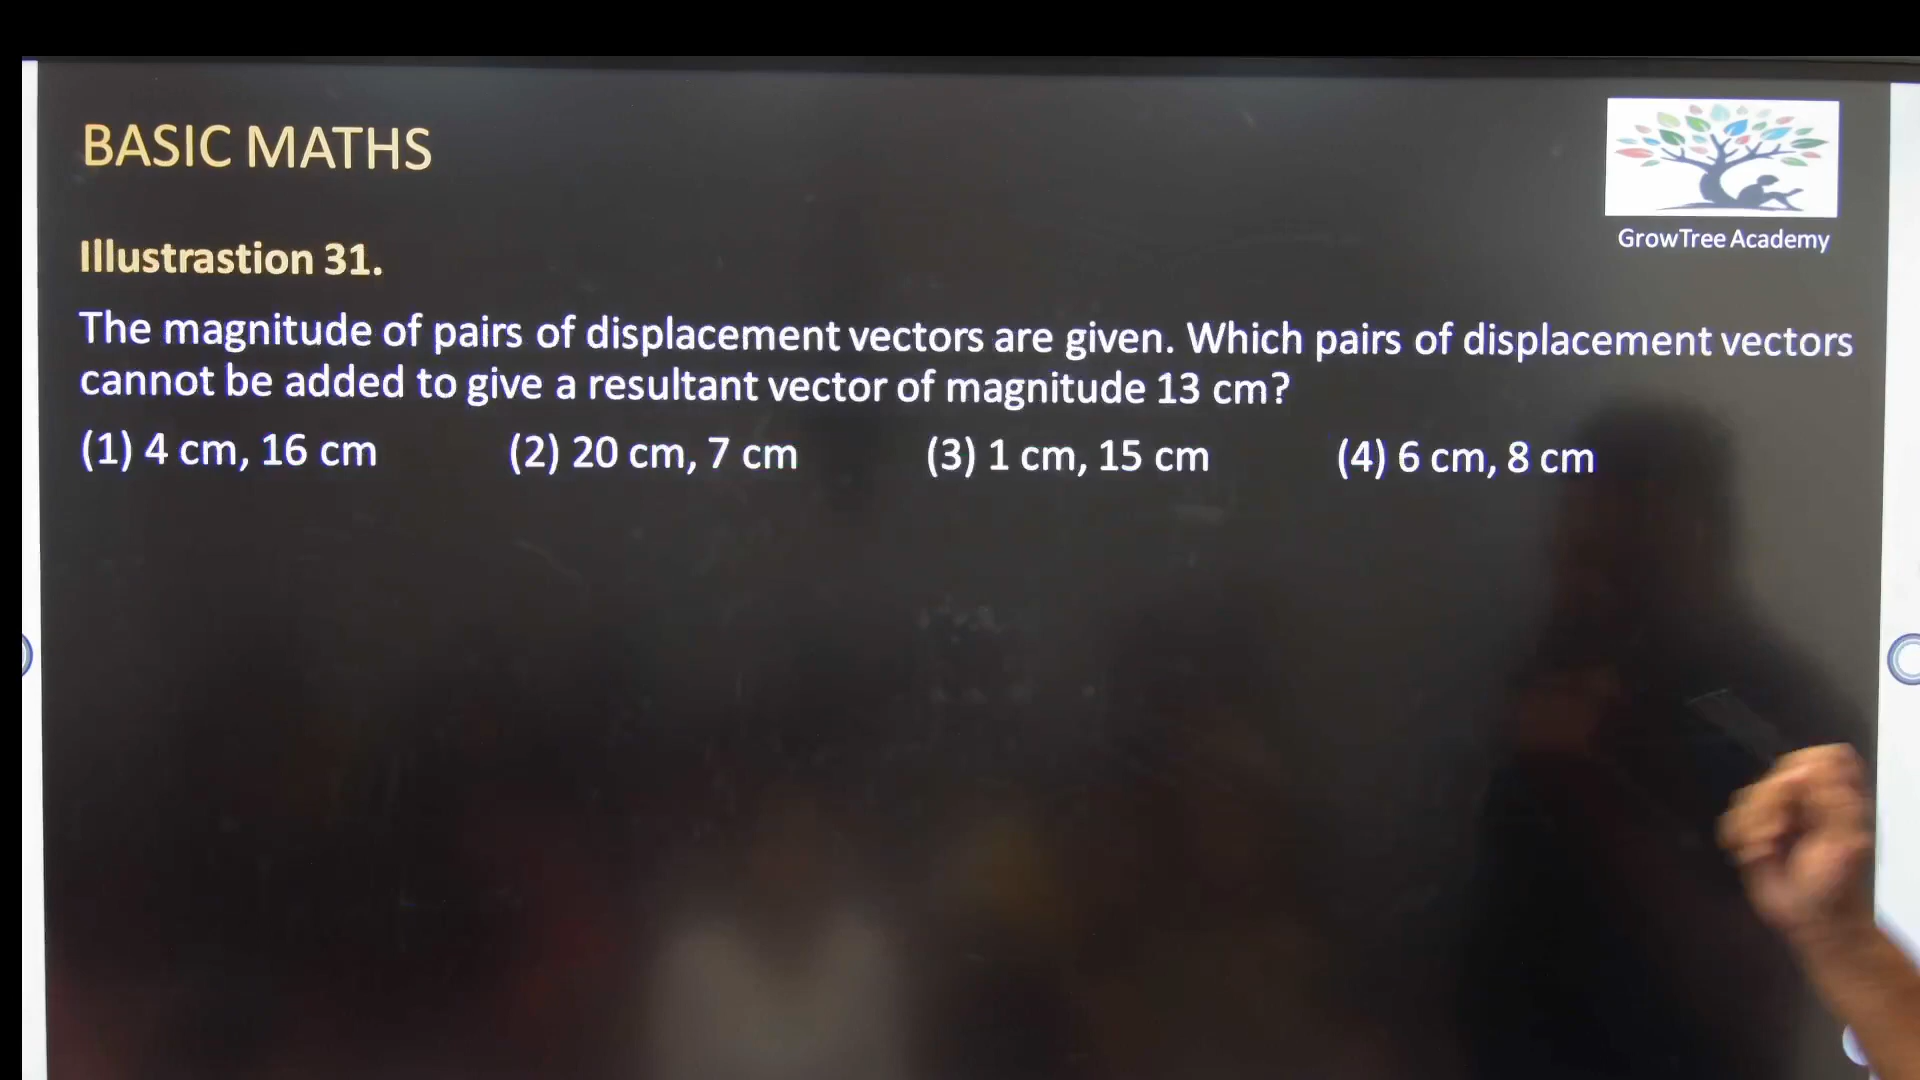 BASIC MATHS
GrowTree Academy
Illustrastion 31.
The magnitude of pairs of displacement vectors are given. Which pairs of displacement vectors
cannot be added to give a resultant vector of magnitude 13 cm?
(1) 4 cm, 16 cm (2) 20 cm, 7 cm (3) 1 cm, 15 cm (4) 6 cm, 8 cm